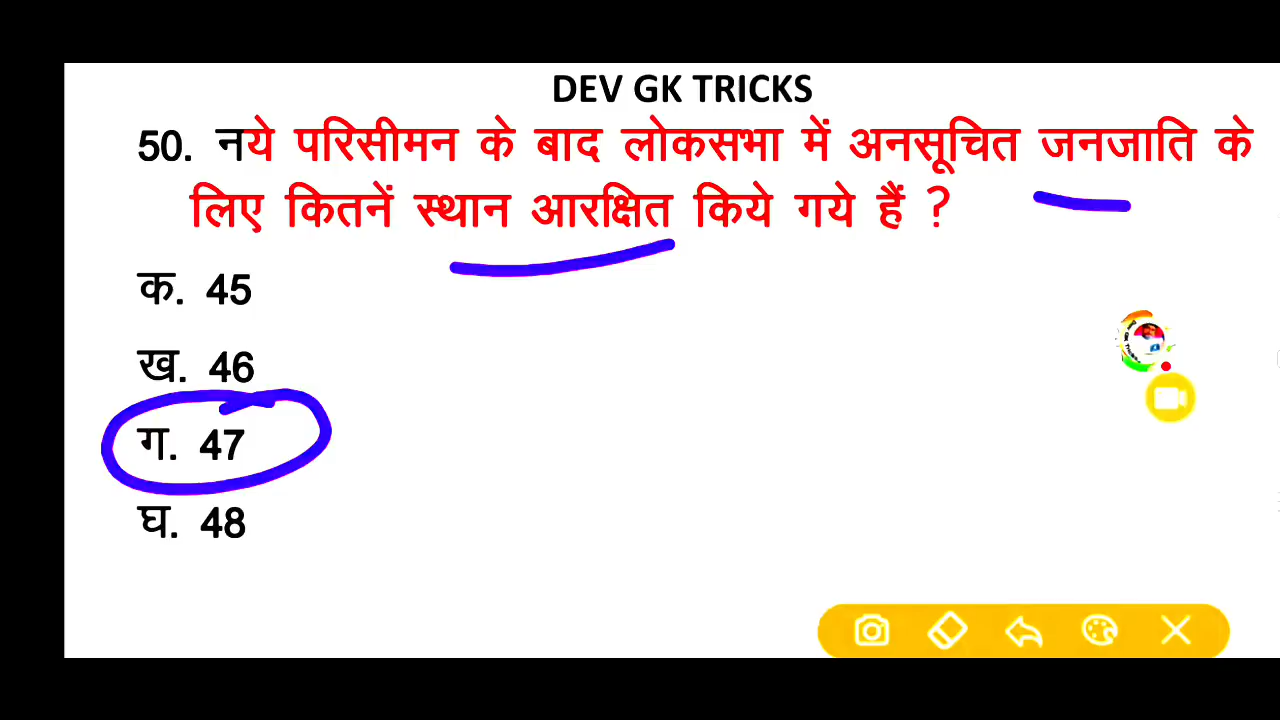 DEV GK TRICKS
50. नये परिसीमन के बाद लोकसभा में अनसूचित जनजाति के
लिए कितनें स्थान आरक्षित किये गये हैं ?
क. 45
ख. 46
ग. 47
घ. 48